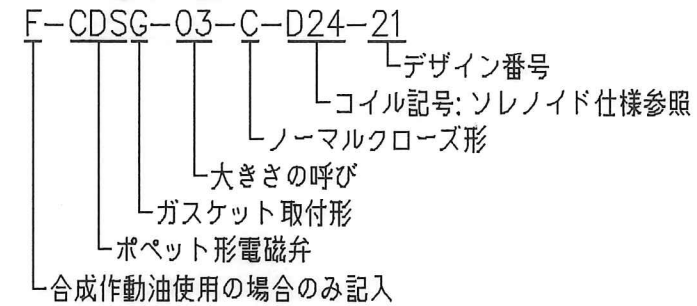 F-CDSG-03-C-D24-21
デザイン番号
コイル記号: ソレノイド仕様参照
ノーマルクローズ形
大きさの呼び
ガスケット取付形
ポペット形電磁弁
合成作動油使用の場合のみ記入